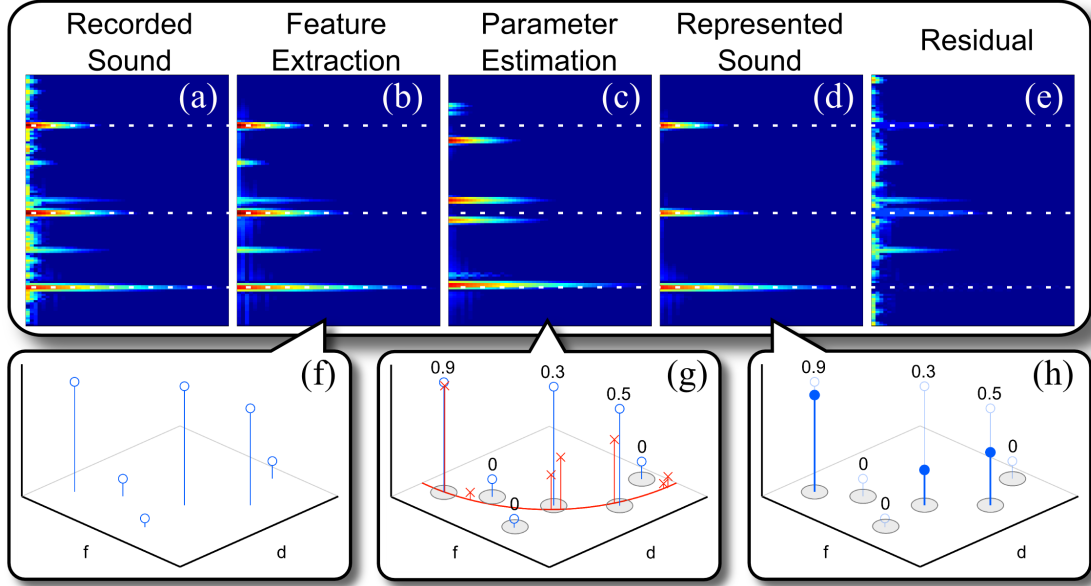 Recorded
Sound
Feature
Extraction
Parameter
Estimation
Represented
Sound
Residual
(a)
(b)
(c)
(d)
(e)
(f)
f
d
(g)
0.9
0.3
0.5
0
0
0
f
d
(h)
0.9
0.3
0.5
0
0
0
f
d